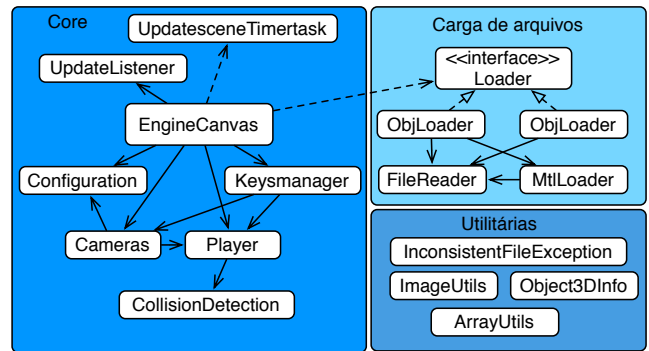 Core
UpdatesceneTimertask
UpdateListener
EngineCanvas
Configuration
Keysmanager
Cameras
Player
CollisionDetection
Carga de arquivos
<<interface>>
Loader
ObjLoader
ObjLoader
FileReader
MtlLoader
Utilitárias
InconsistentFileException
ImageUtils
Object3DInfo
ArrayUtils